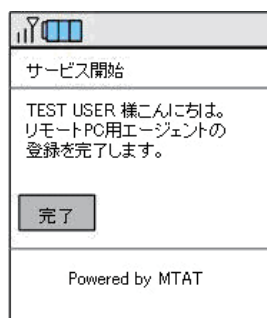 サービス開始
TEST USER 様こんにちは。
リモートPC用エージェントの
登録を完了します。
完了
Powered by MTAT